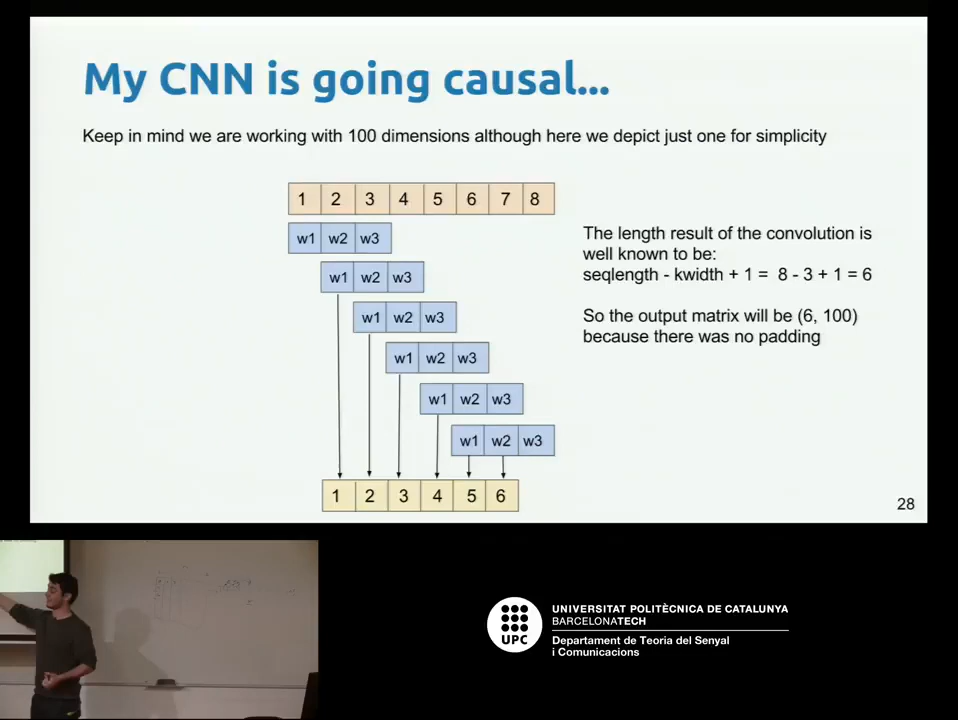 My CNN is going causal...
Keep in mind we are working with 100 dimensions although here we depict just one for simplicity
1 2 3 4 5 6 7 8
w1 w2 w3
w1 w2 w3
w1 w2 w3
w1 w2 w3
w1 w2 w3
w1 w2 w3
1 2 3 4 5 6
The length result of the convolution is
well known to be:
seqlength - kwidth + 1 = 8 - 3 + 1 = 6
So the output matrix will be (6, 100)
because there was no padding
28
UPC
UNIVERSITAT POLITÈCNICA DE CATALUNYA
BARCELONATECH
Departament de Teoria del Senyal
i Comunicacions